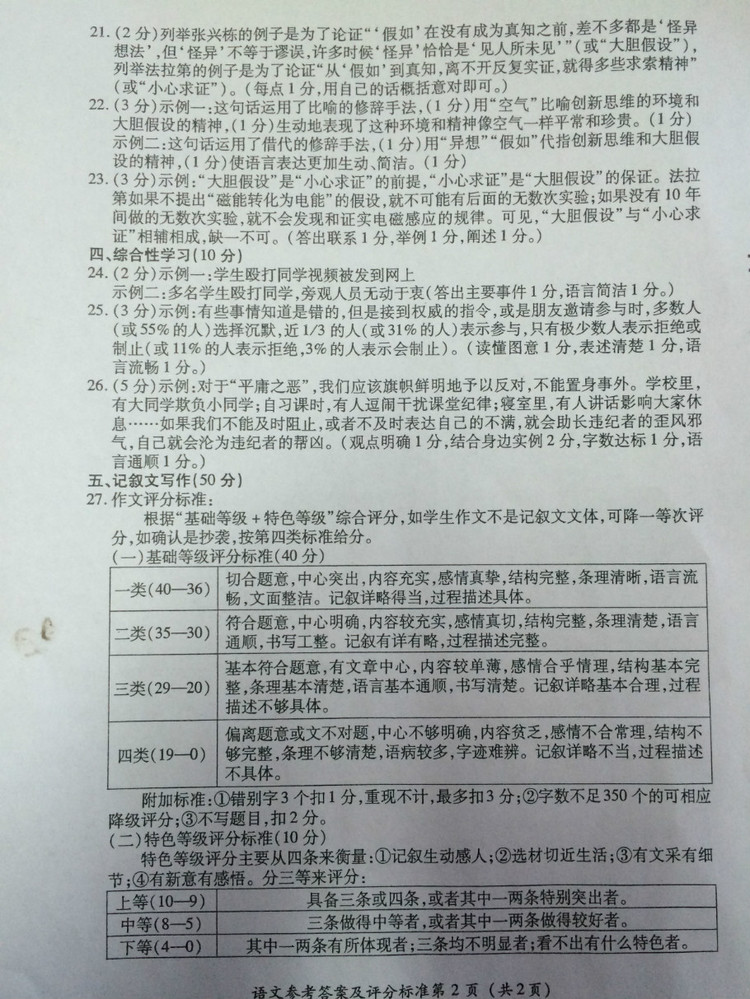 21.(2分)列举张兴栋的例子是为了论证“‘假如’在没有成为真知之前,差不多都是‘怪异
想法’,但‘怪异’不等于谬误,许多时候‘怪异’恰恰是‘见人所未见’”(或“大胆假设”),
列举法拉第的例子是为了论证“从‘假如’到真知,离不开反复实证,就得多些求索精神”
(或“小心求证”)。(每点1分,用自己的话概括意对即可。)
22.(3分)示例一:这句话运用了比喻的修辞手法,(1分)用“空气”比喻创新思维的环境和
大胆假设的精神,(1分)生动地表现了这种环境和精神像空气一样平常和珍贵。(1分)
示例二:这句话运用了借代的修辞手法,(1分)用“异想”“假如”代指创新思维和大胆假
设的精神,(1分)使语言表达更加生动、简洁。(1分)
23.(3分)示例:“大胆假设”是“小心求证”的前提,“小心求证”是“大胆假设”的保证。法拉
第如果不提出“磁能转化为电能”的假设,就不可能有后面的无数次实验;如果没有10年
间做的无数次实验,就不会发现和证实电磁感应的规律。可见,“大胆假设”与“小心求
证”相辅相成,缺一不可。(答出联系1分,举例1分,阐述1分。)
四、综合性学习(10分)
24.(2分)示例一:学生殴打同学视频被发到网上
示例二:多名学生殴打同学,旁观人员无动于衷(答出主要事件1分,语言简洁1分。)
25.(3分)示例:有些事情知道是错的,但是接到权威的指令,或是朋友邀请参与时,多数人
(或55%的人)选择沉默,近1/3的人(或31%的人)表示参与,只有极少数人表示拒绝或
制止(或11%的人表示拒绝,3%的人表示会制止)。(读懂图意1分,表述清楚1分,语
言流畅1分。)
26.(5分)示例:对于“平庸之恶”,我们应该旗帜鲜明地予以反对,不能置身事外。学校里,
有大同学欺负小同学;自习课时,有人逗闹干扰课堂纪律;寝室里,有人讲话影响大家休
息……如果我们不能及时阻止,或者不及时表达自己的不满,就会助长违纪者的歪风邪
气,自己就会沦为违纪者的帮凶。(观点明确1分,结合身边实例2分,字数达标1分,语
言通顺1分。)
五、记叙文写作(50分)
27.作文评分标准:
根据“基础等级+特色等级”综合评分,如学生作文不是记叙文文体,可降一等次评
分,如确认是抄袭,按第四类标准给分。
(一)基础等级评分标准(40分)
一类(40—36)
切合题意,中心突出,内容充实,感情真挚,结构完整,条理清晰,语言流
畅,文面整洁。记叙详略得当,过程描述具体。
二类(35—30)
符合题意,中心明确,内容较充实,感情真切,结构完整,条理清楚,语言
通顺,书写工整。记叙有详有略,过程描述完整。
三类(29—20)
基本符合题意,有文章中心,内容较单薄,感情合乎情理,结构基本完
整,条理基本清楚,语言基本通顺,书写清楚。记叙详略基本合理,过程
描述不够具体。
四类(19—0)
偏离题意或文不对题,中心不够明确,内容贫乏,感情不合常理,结构不
够完整,条理不够清楚,语病较多,字迹难辨。记叙详略不当,过程描述
不具体。
附加标准:①错别字3个扣1分,重现不计,最多扣3分;②字数不足350个的可相应
降级评分;③不写题目,扣2分。
(二)特色等级评分标准(10分)
特色等级评分主要从四条来衡量:①记叙生动感人;②选材切近生活;③有文采有细
节;④有新意有感悟。分三等来评分:
上等(10—9)
具备三条或四条,或者其中一两条特别突出者。
中等(8—5)
三条做得中等者,或者其中一两条做得较好者。
下等(4—0)
其中一两条有所体现者;三条均不明显者;看不出有什么特色者。
语文参考答案及评分标准第2页(共2页)